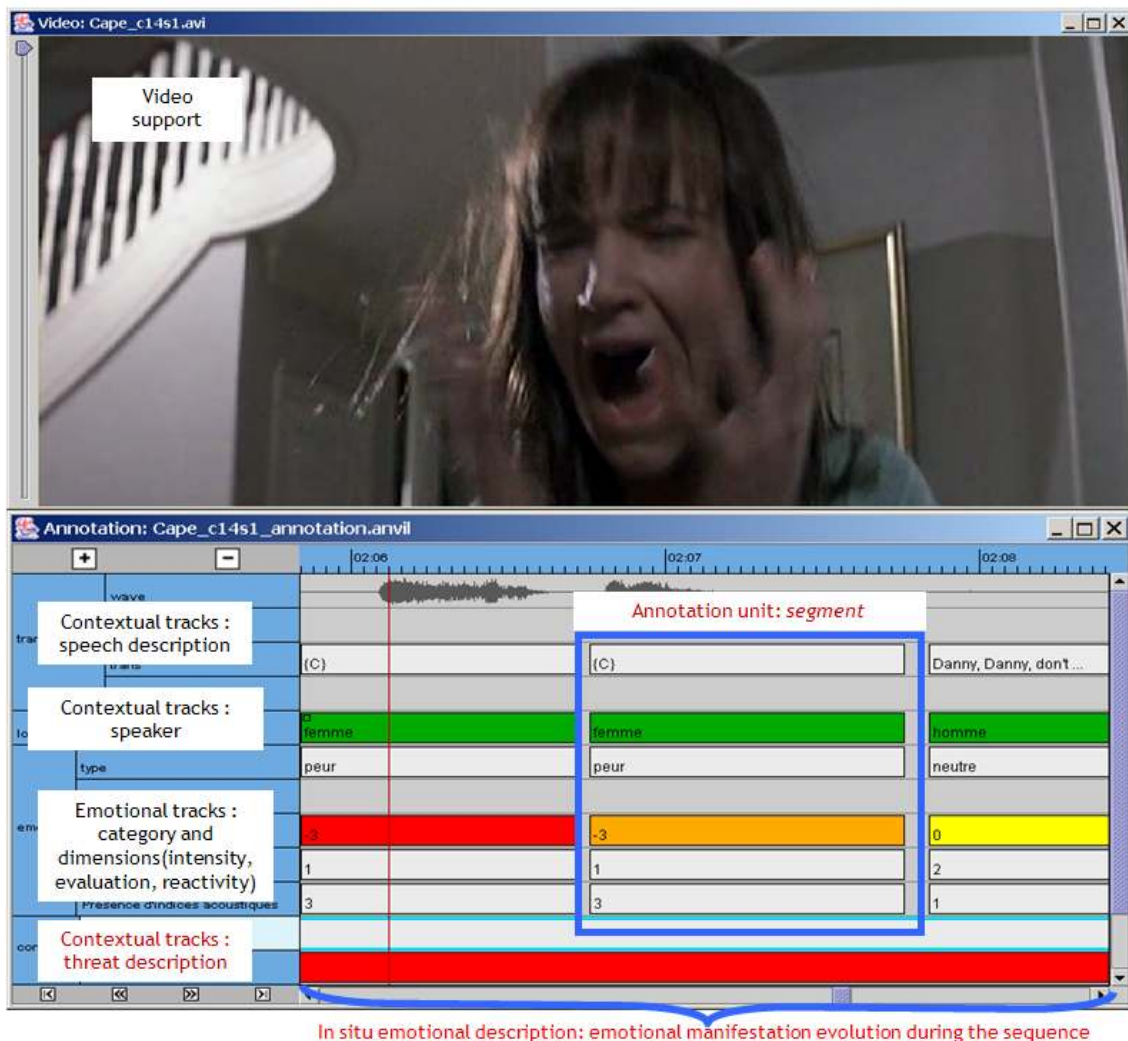 Video: Cape_c14s1.avi
Video
support
Annotation: Cape_c14s1_annotation.anvil
02:06
02:07
02:08
wave
Contextual tracks :
speech description
Annotation unit: segment
trans
(C)
(C)
Danny, Danny, don't ...
Contextual tracks :
speaker
femme
femme
homme
type
peur
peur
neutre
Emotional tracks :
category and
dimensions(intensity,
evaluation, reactivity)
-3
-3
0
1
1
2
Présence d'indices acoustiques
3
3
1
Contextual tracks :
threat description
In situ emotional description: emotional manifestation evolution during the sequence